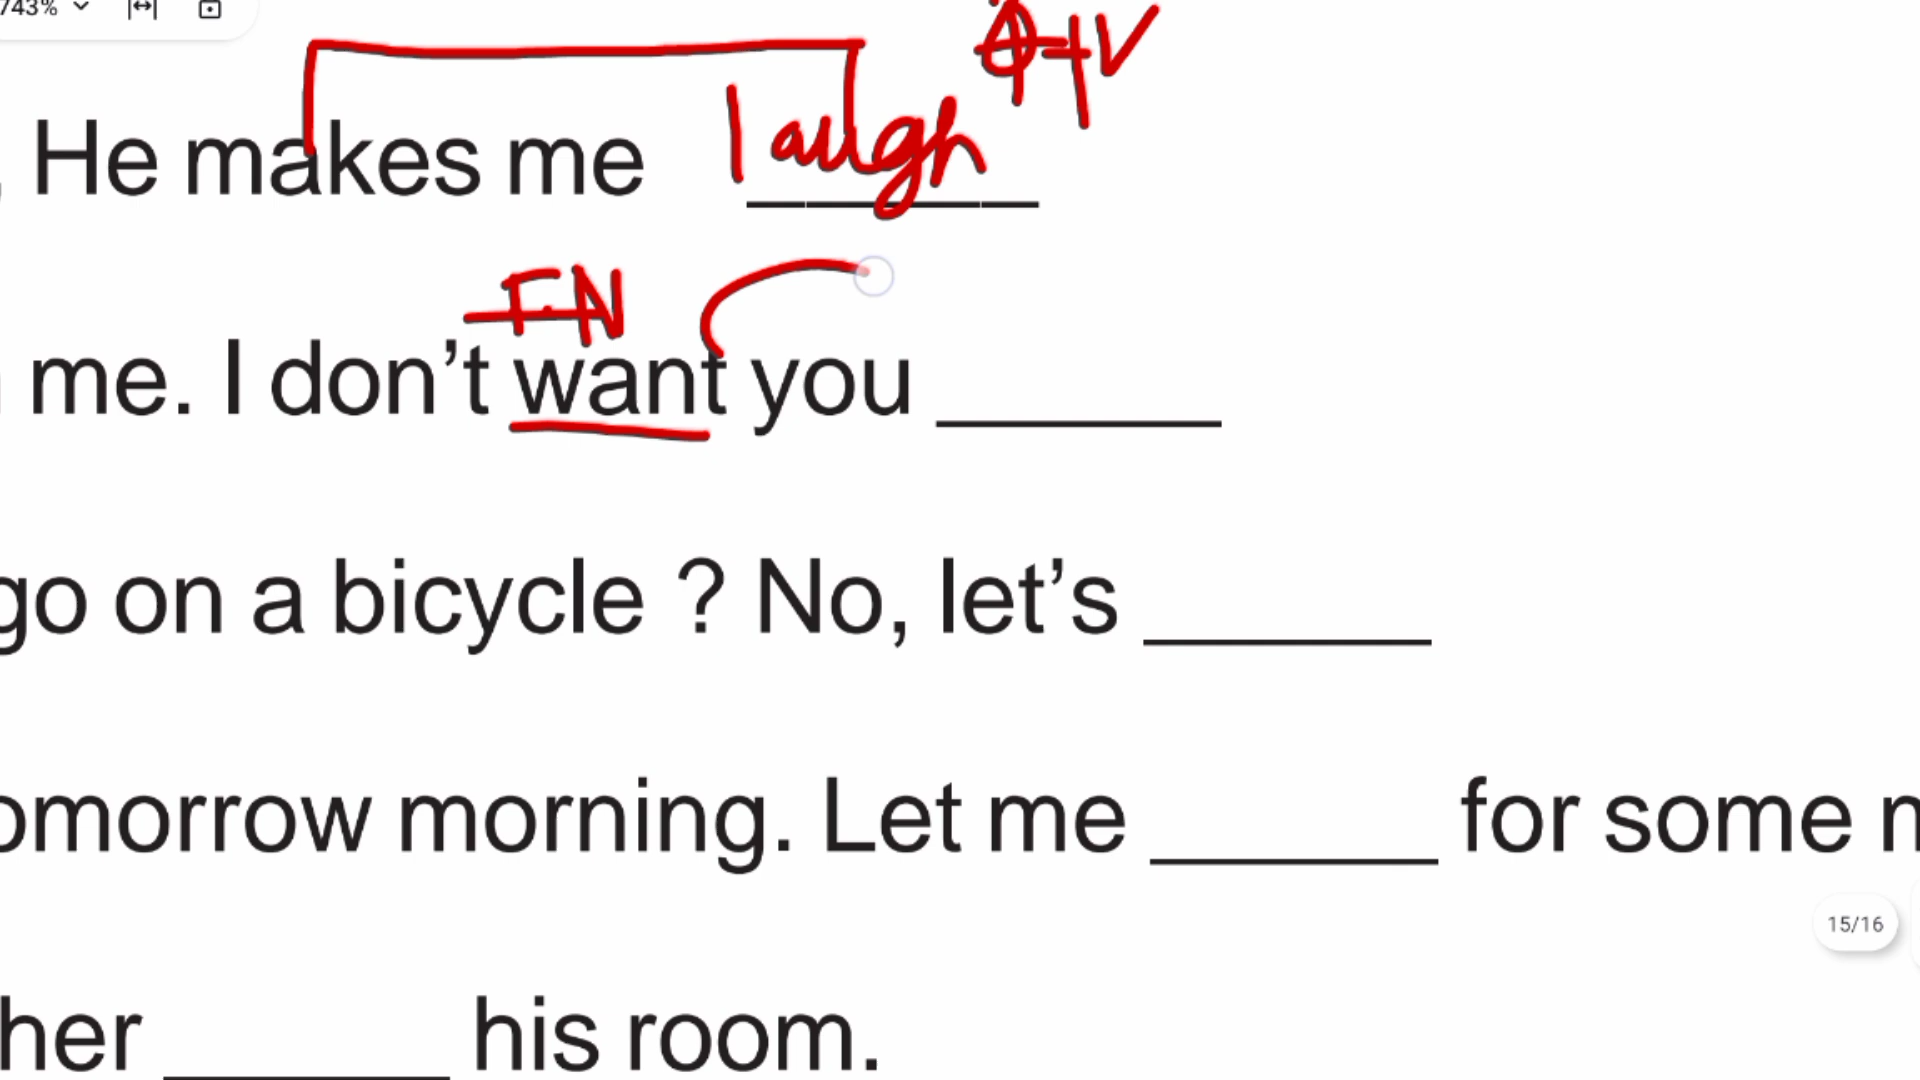 743%
φ+V
, He makes me laugh
I·N
me. I don’t want you ______
go on a bicycle ? No, let’s ______
omorrow morning. Let me ______ for some
15/16
her ______ his room.